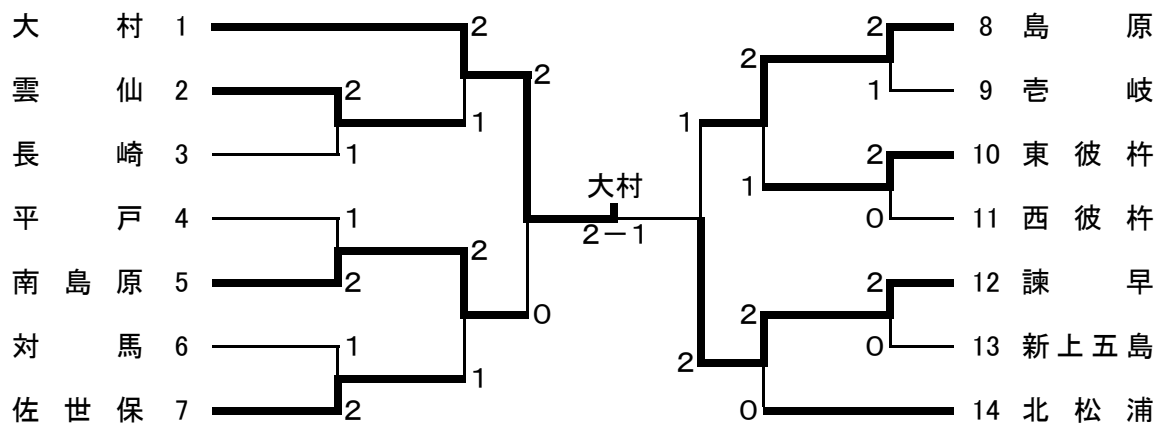 大村 1 2 2 8 島原
2 2
雲仙 2 2 1 9 壱岐
1 1
長崎 3 1 2 10 東彼杵
大村 1
平戸 4 1 0 11 西彼杵
2－1
2
南島原 5 2 2 12 諫早
0 2
対馬 6 1 0 13 新上五島
1 2
佐世保 7 2 0 14 北松浦